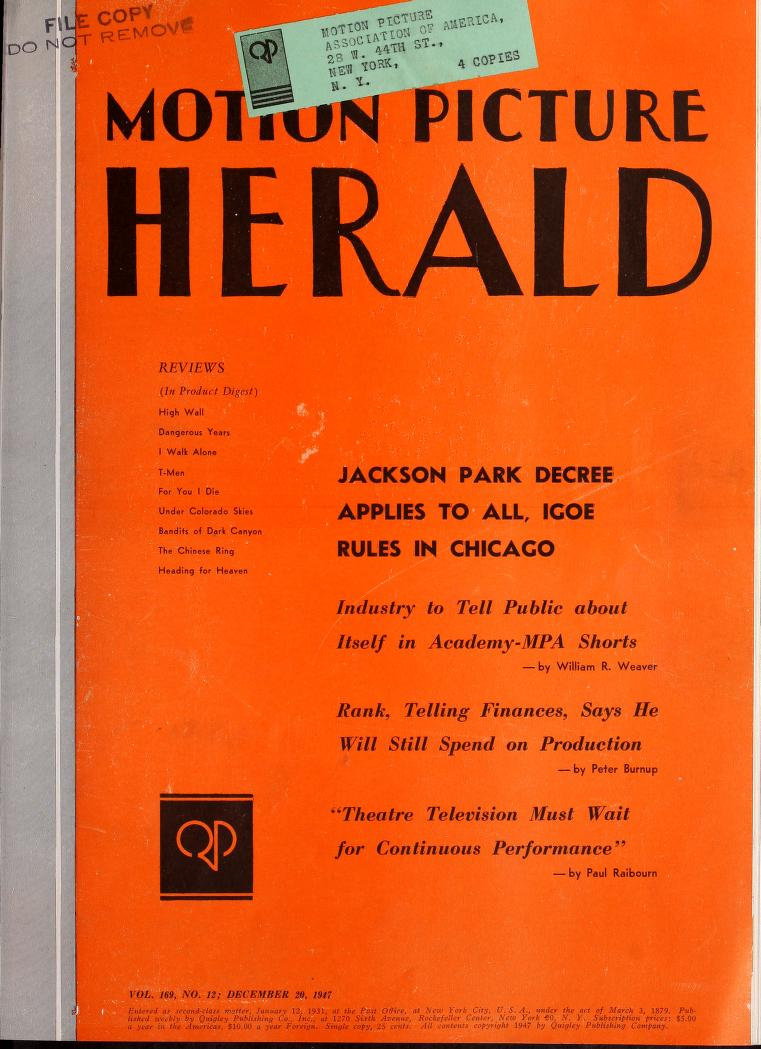 FILE COPY
DO NOT REMOVE
MOTION PICTURE
ASSOCIATION OF AMERICA,
28 W. 44TH ST.,
NEW YORK,
N. Y. 4 COPIES
QP
MOTION PICTURE
HERALD
REVIEWS
(In Product Digest)
High Wall
Dangerous Years
I Walk Alone
T-Men
For You I Die
Under Colorado Skies
Bandits of Dark Canyon
The Chinese Ring
Heading for Heaven
JACKSON PARK DECREE
APPLIES TO ALL, IGOE
RULES IN CHICAGO
Industry to Tell Public about
Itself in Academy-MPA Shorts
— by William R. Weaver
Rank, Telling Finances, Says He
Will Still Spend on Production
— by Peter Burnup
“Theatre Television Must Wait
for Continuous Performance”
— by Paul Raibourn
QP
VOL. 169, NO. 12; DECEMBER 20, 1947
Entered as second-class matter, January 12, 1931, at the Post Office, at New York City, U. S. A., under the act of March 3, 1879. Pub-
lished weekly by Quigley Publishing Co., Inc., at 1270 Sixth Avenue, Rockefeller Center, New York 20, N. Y. Subscription prices: $5.00
a year in the Americas, $10.00 a year Foreign. Single copy, 25 cents. All contents copyright 1947 by Quigley Publishing Company.